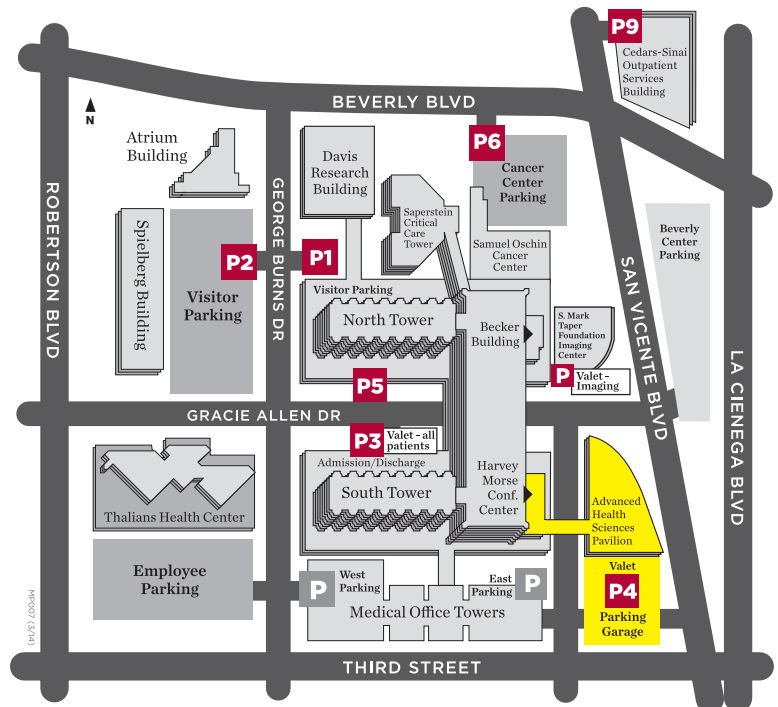 P9
Cedars-Sinai
Outpatient
Services
Building
BEVERLY BLVD
N
P6
Cancer
Center
Parking
Atrium
Building
Davis
Research
Building
ROBERTSON BLVD
GEORGE BURNS DR
Saperstein
Critical
Care
Tower
Samuel Oschin
Cancer
Center
Beverly
Center
Parking
SAN VICENTE BLVD
LA CIENEGA BLVD
Spielberg Building
P2
P1
Visitor
Parking
Visitor Parking
North Tower
Becker
Building
S. Mark
Taper
Foundation
Imaging
Center
P
Valet-
Imaging
P5
GRACIE ALLEN DR
P3
Valet - all
patients
Admission/Discharge
South Tower
Harvey
Morse
Conf.
Center
Advanced
Health
Sciences
Pavilion
Thalians Health Center
Employee
Parking
P
West
Parking
East
Parking
P
Medical Office Towers
Valet
P4
Parking
Garage
MP007 (3/14)
THIRD STREET